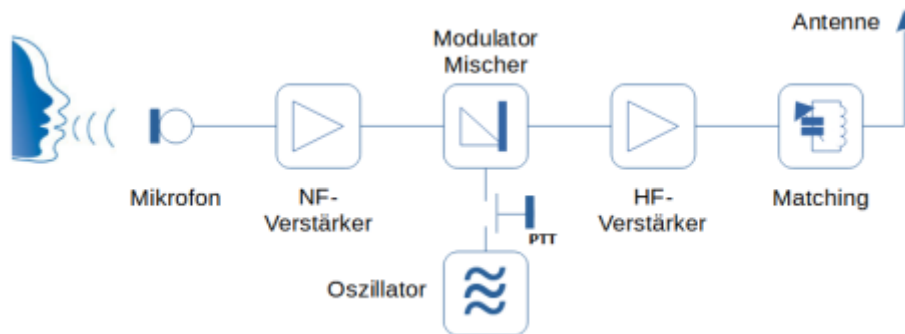 Antenne
Modulator
Mischer
Mikrofon
NF-
Verstärker
HF-
Verstärker
Matching
PTT
Oszillator